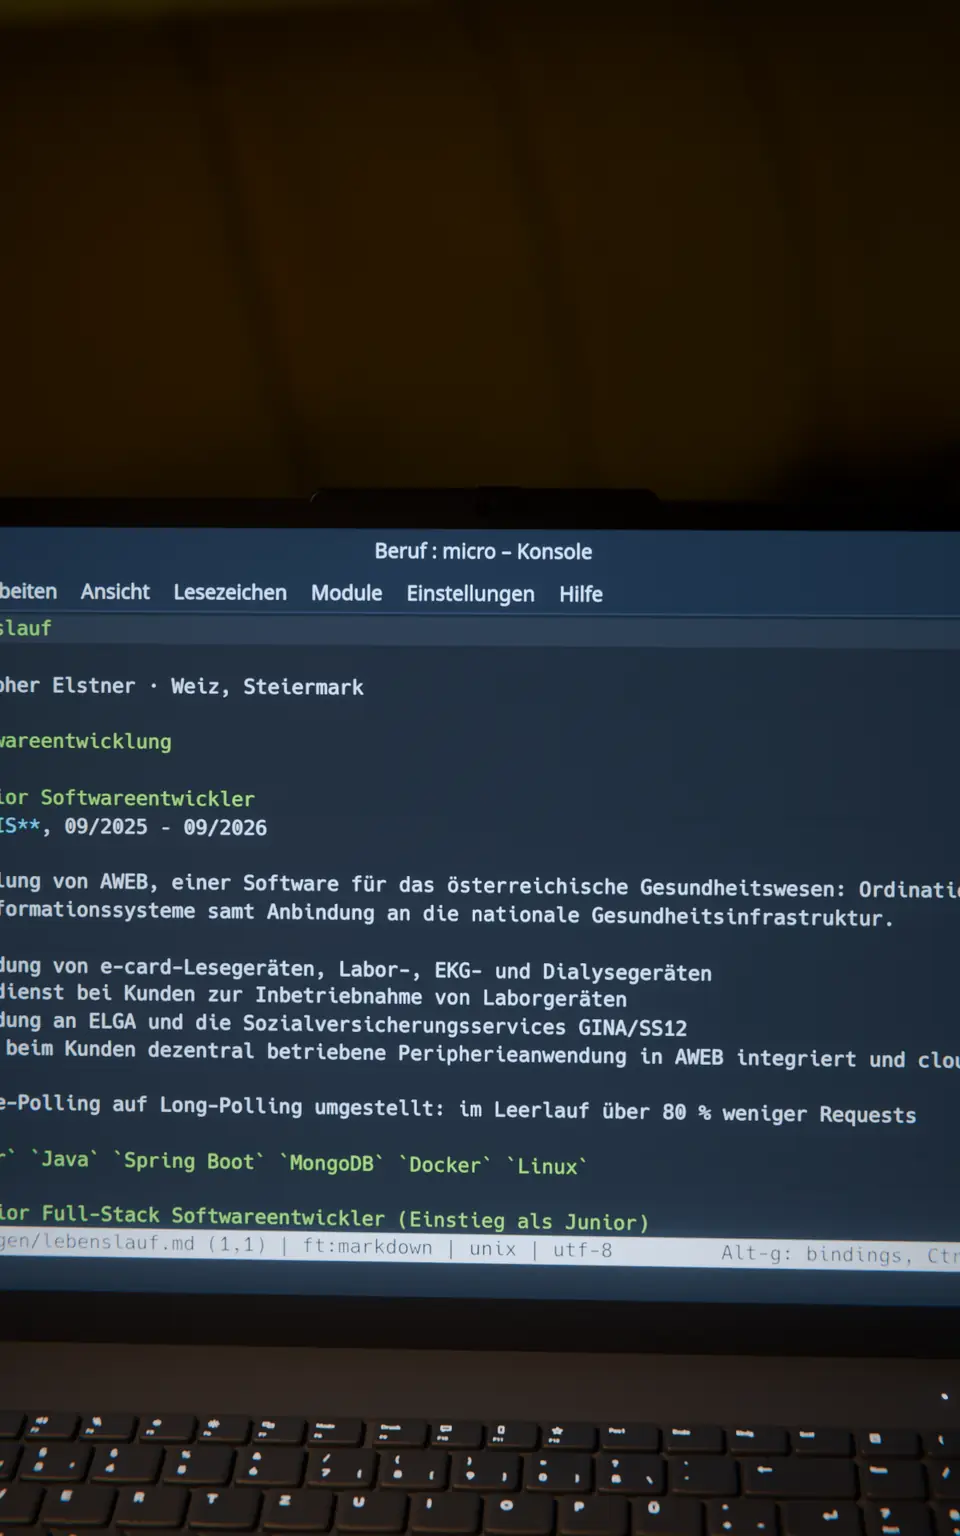 Beruf : micro – Konsole
beiten Ansicht Lesezeichen Module Einstellungen Hilfe
slauf
pher Elstner · Weiz, Steiermark
wareentwicklung
ior Softwareentwickler
IS**, 09/2025 - 09/2026
lung von AWEB, einer Software für das österreichische Gesundheitswesen: Ordinatio
formationssysteme samt Anbindung an die nationale Gesundheitsinfrastruktur.
dung von e-card-Lesegeräten, Labor-, EKG- und Dialysegeräten
dienst bei Kunden zur Inbetriebnahme von Laborgeräten
dung an ELGA und die Sozialversicherungsservices GINA/SS12
beim Kunden dezentral betriebene Peripherieanwendung in AWEB integriert und clou
e-Polling auf Long-Polling umgestellt: im Leerlauf über 80 % weniger Requests
r` `Java` `Spring Boot` `MongoDB` `Docker` `Linux`
ior Full-Stack Softwareentwickler (Einstieg als Junior)
gen/lebenslauf.md (1,1) | ft:markdown | unix | utf-8 Alt-g: bindings, Ctr
E R T Z U I O P Ü